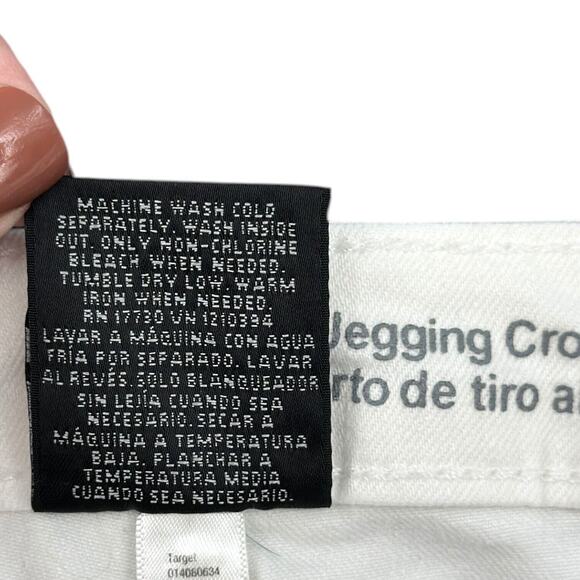 MACHINE WASH COLD
SEPARATELY. WASH INSIDE
OUT. ONLY NON-CHLORINE
BLEACH WHEN NEEDED.
TUMBLE DRY LOW. WARM
IRON WHEN NEEDED.
RN 17730 VN 1210394
LAVAR A MÁQUINA CON AGUA
FRÍA POR SEPARADO. LAVAR
AL REVÉS. SOLO BLANQUEADOR
SIN LEJÍA CUANDO SEA
NECESARIO. SECAR A
MÁQUINA A TEMPERATURA
BAJA. PLANCHAR A
TEMPERATURA MEDIA
CUANDO SEA NECESARIO.
Jegging Cro
rto de tiro a
Target
014060634